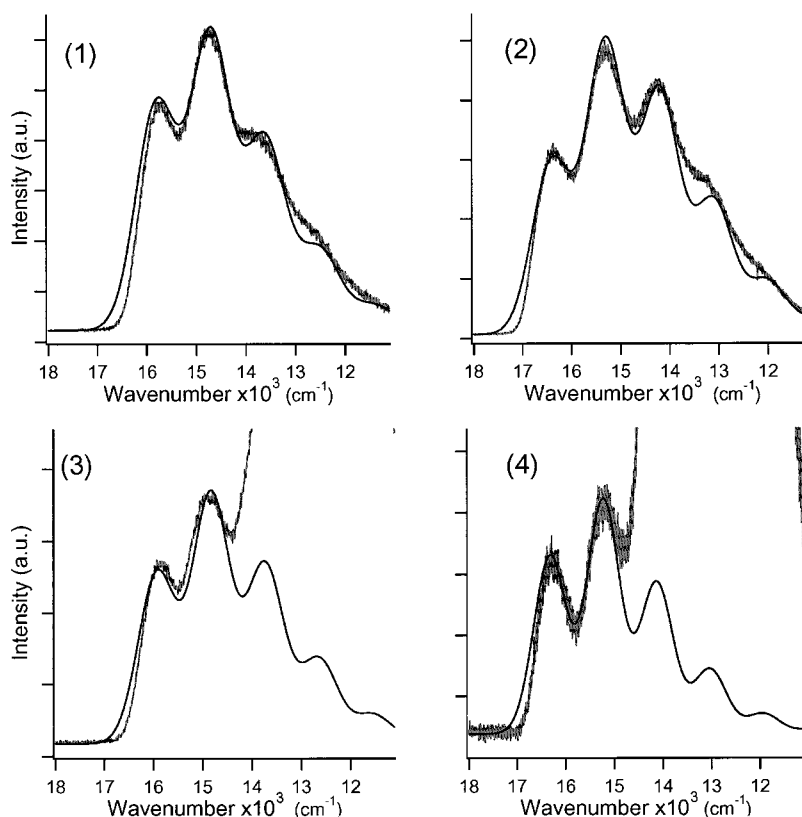 (1)
(2)
Intensity (a.u.)
18 17 16 15 14 13 12
18 17 16 15 14 13 12
Wavenumber x10³ (cm⁻¹)
Wavenumber x10³ (cm⁻¹)
(3)
(4)
Intensity (a.u.)
18 16 15 14 13 12
18 16 15 14 13 12
Wavenumber x10³ (cm⁻¹)
Wavenumber x10³ (cm⁻¹)